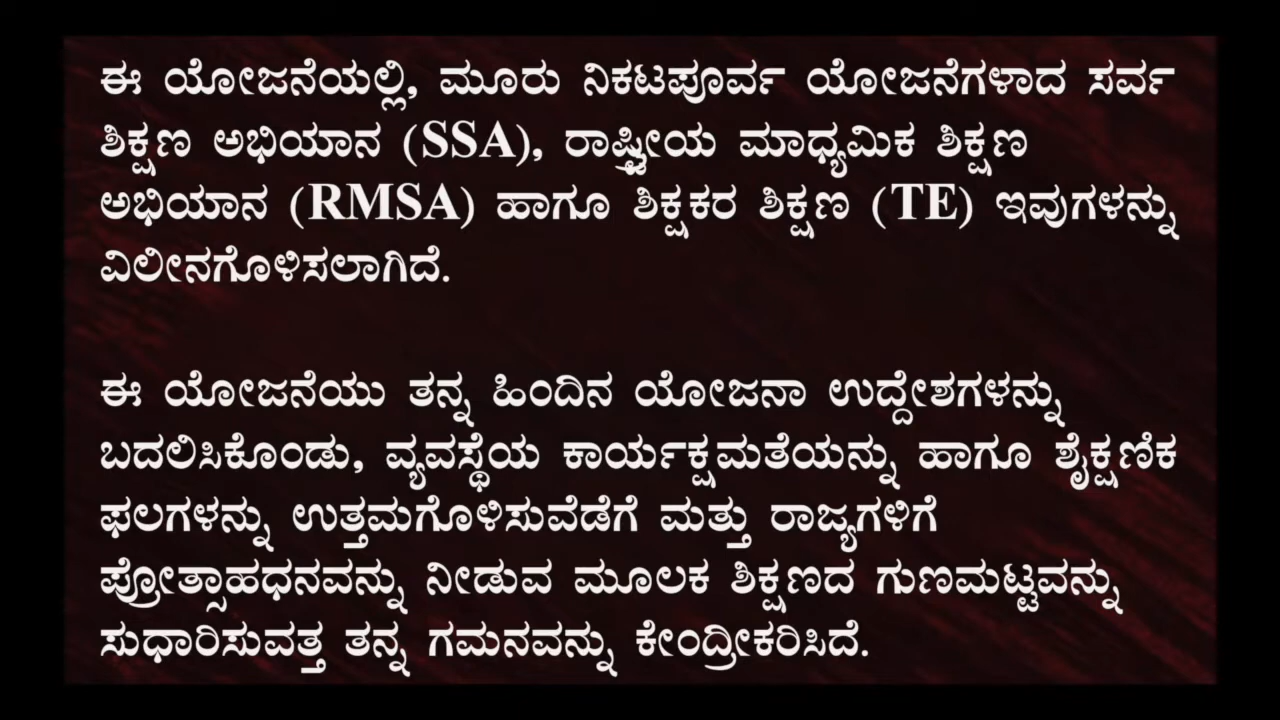 ಈ ಯೋಜನೆಯಲ್ಲಿ, ಮೂರು ನಿಕಟಪೂರ್ವ ಯೋಜನೆಗಳಾದ ಸರ್ವ
ಶಿಕ್ಷಣ ಅಭಿಯಾನ (SSA), ರಾಷ್ಟ್ರೀಯ ಮಾಧ್ಯಮಿಕ ಶಿಕ್ಷಣ
ಅಭಿಯಾನ (RMSA) ಹಾಗೂ ಶಿಕ್ಷಕರ ಶಿಕ್ಷಣ (TE) ಇವುಗಳನ್ನು
ವಿಲೀನಗೊಳಿಸಲಾಗಿದೆ.
ಈ ಯೋಜನೆಯು ತನ್ನ ಹಿಂದಿನ ಯೋಜನಾ ಉದ್ದೇಶಗಳನ್ನು
ಬದಲಿಸಿಕೊಂಡು, ವ್ಯವಸ್ಥೆಯ ಕಾರ್ಯಕ್ಷಮತೆಯನ್ನು ಹಾಗೂ ಶೈಕ್ಷಣಿಕ
ಫಲಗಳನ್ನು ಉತ್ತಮಗೊಳಿಸುವೆಡೆಗೆ ಮತ್ತು ರಾಜ್ಯಗಳಿಗೆ
ಪ್ರೋತ್ಸಾಹಧನವನ್ನು ನೀಡುವ ಮೂಲಕ ಶಿಕ್ಷಣದ ಗುಣಮಟ್ಟವನ್ನು
ಸುಧಾರಿಸುವತ್ತ ತನ್ನ ಗಮನವನ್ನು ಕೇಂದ್ರೀಕರಿಸಿದೆ.